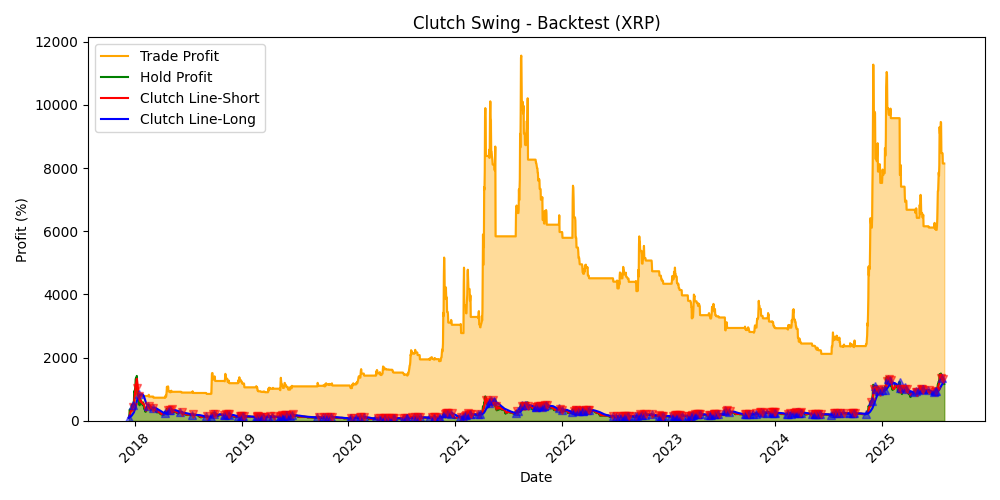 Clutch Swing - Backtest (XRP)
Trade Profit
Hold Profit
Clutch Line-Short
Clutch Line-Long
Profit (%)
12000
10000
8000
6000
4000
2000
0
2018
2019
2020
2021
2022
2023
2024
2025
Date